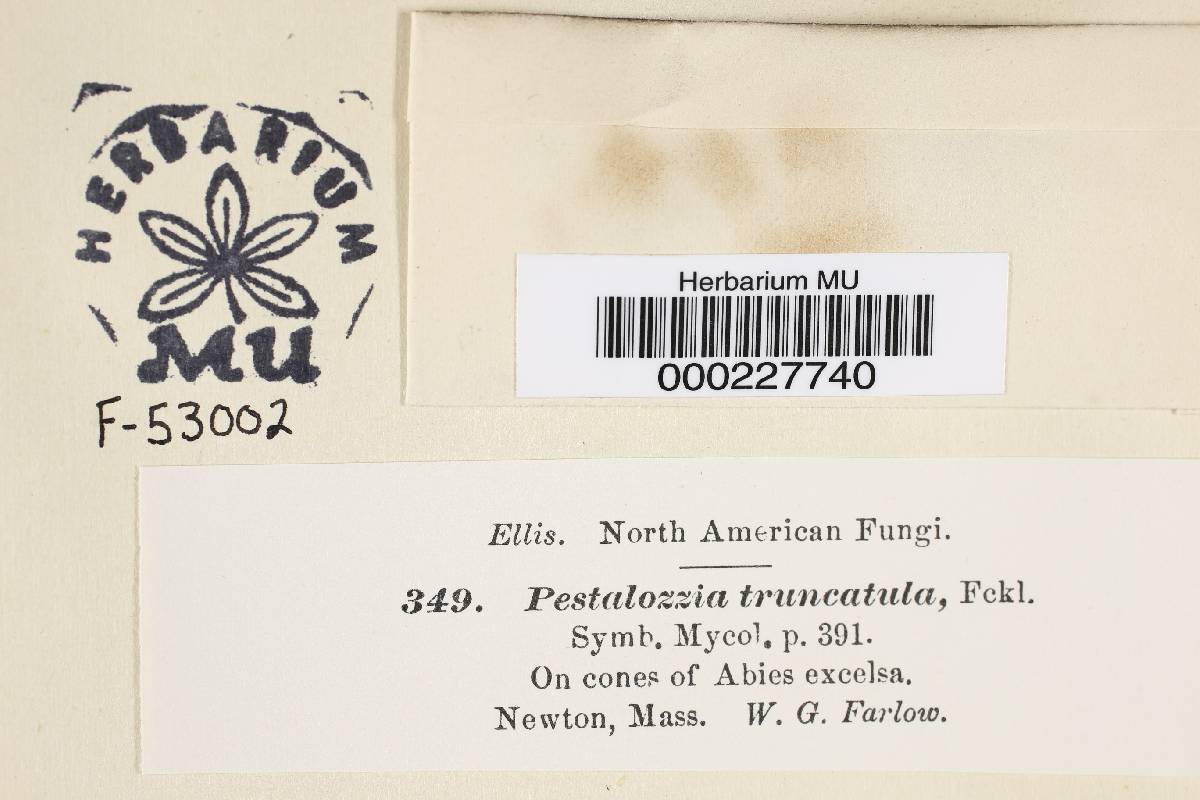 HERBARIUM
MU
F-53002
Herbarium MU
000227740
Ellis. North American Fungi.
349. Pestalozzia truncatula, Fckl.
Symb. Mycol. p. 391.
On cones of Abies excelsa.
Newton, Mass. W. G. Farlow.